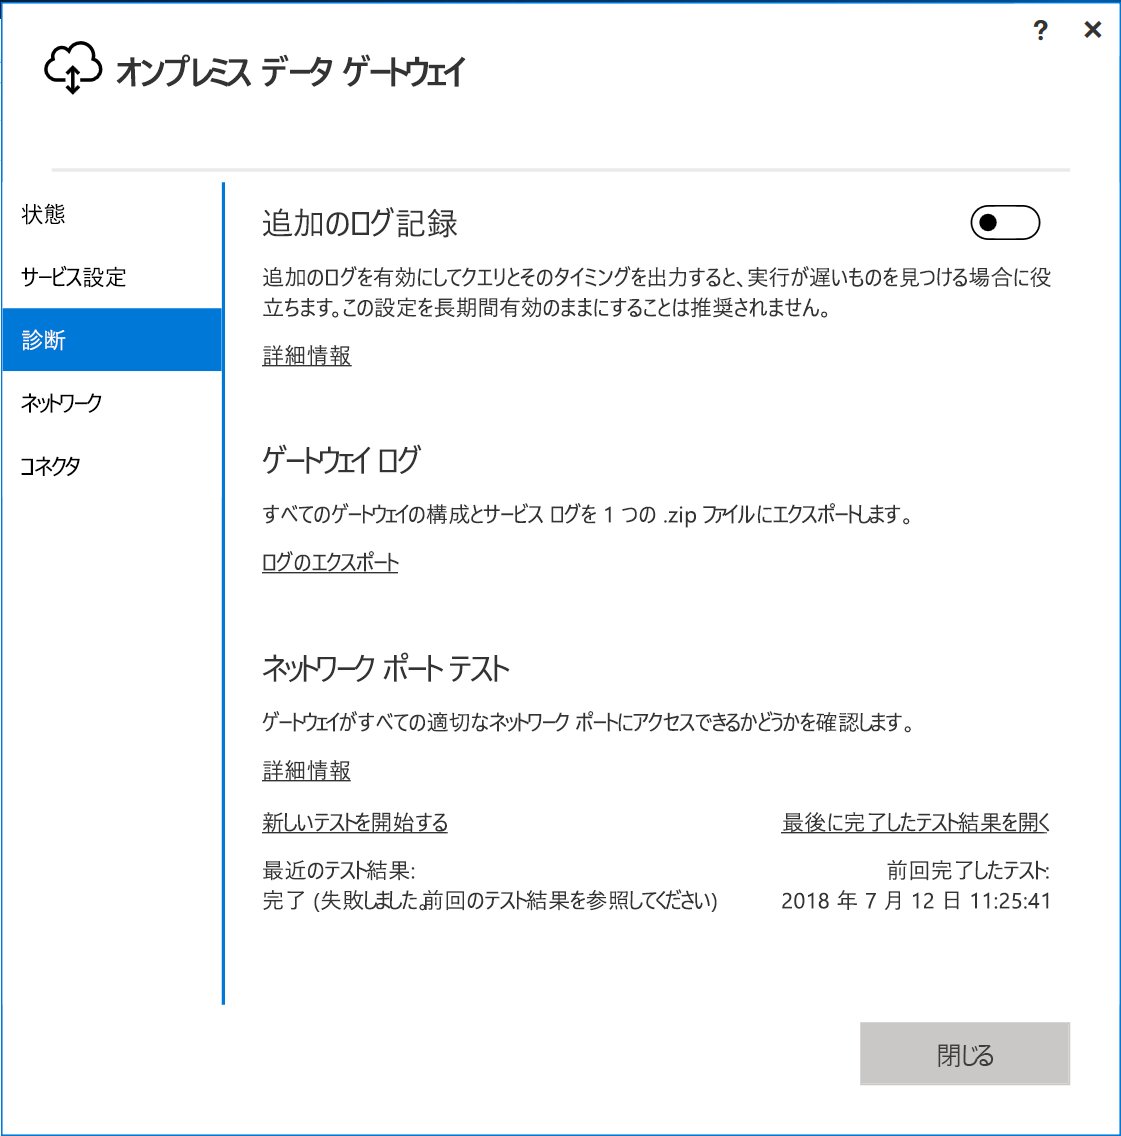 ?
オンプレミス データ ゲートウェイ
状態
サービス設定
診断
ネットワーク
コネクタ
追加のログ記録
追加のログを有効にしてクエリとそのタイミングを出力すると、実行が遅いものを見つける場合に役
立ちます。この設定を長期間有効のままにすることは推奨されません。
詳細情報
ゲートウェイ ログ
すべてのゲートウェイの構成とサービス ログを 1 つの .zip ファイルにエクスポートします。
ログのエクスポート
ネットワーク ポート テスト
ゲートウェイがすべての適切なネットワーク ポートにアクセスできるかどうかを確認します。
詳細情報
新しいテストを開始する
最後に完了したテスト結果を開く
最近のテスト結果:
前回完了したテスト:
完了 (失敗しました。前回のテスト結果を参照してください)
2018 年 7 月 12 日 11:25:41
閉じる